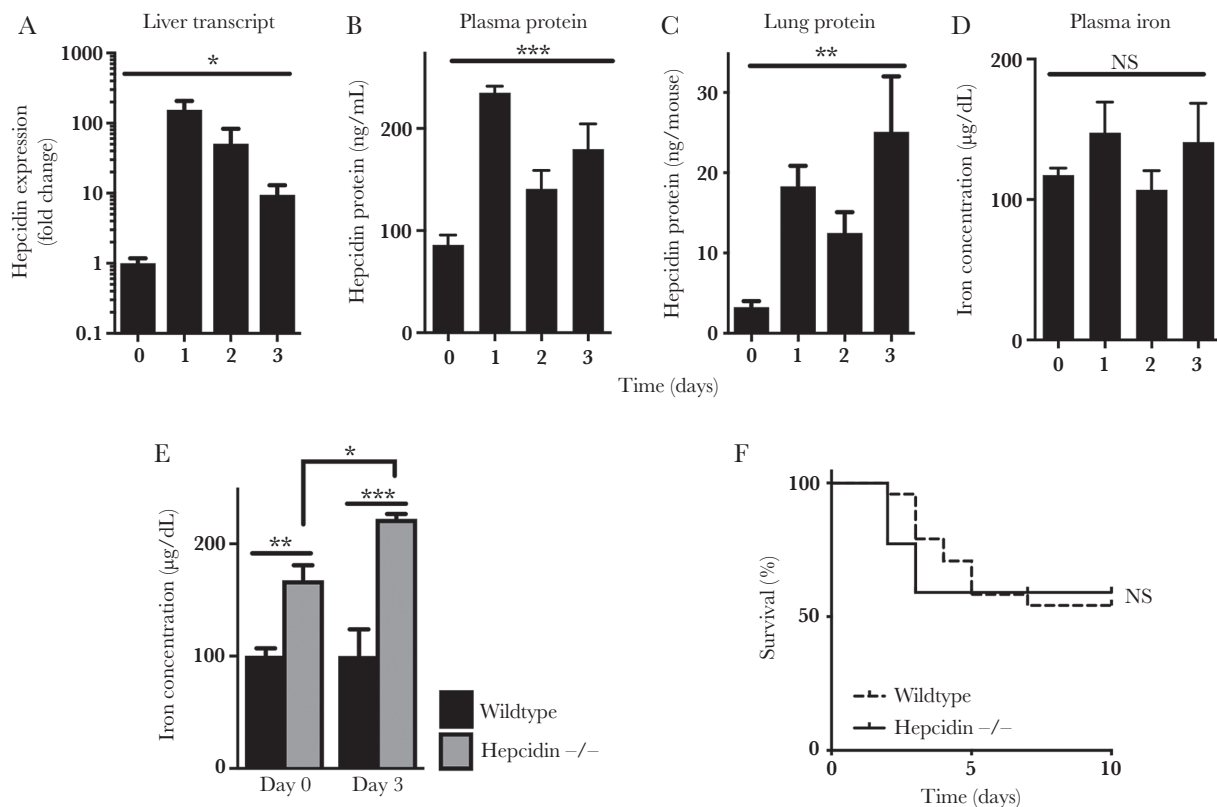 A
Liver transcript
Hepcidin expression
(fold change)
1000
100
10
1
0.1
*
0 1 2 3
B
Plasma protein
Hepcidin protein (ng/mL)
200
100
0
***
0 1 2 3
C
Lung protein
Hepcidin protein (ng/mouse)
30
20
10
0
**
0 1 2 3
D
Plasma iron
Iron concentration (µg/dL)
200
100
0
NS
0 1 2 3
Time (days)
E
Iron concentration (µg/dL)
200
100
0
**
***
*
Day 0 Day 3
Wildtype
Hepcidin –/–
F
Survival (%)
100
50
0
NS
Wildtype
Hepcidin –/–
0 5 10
Time (days)